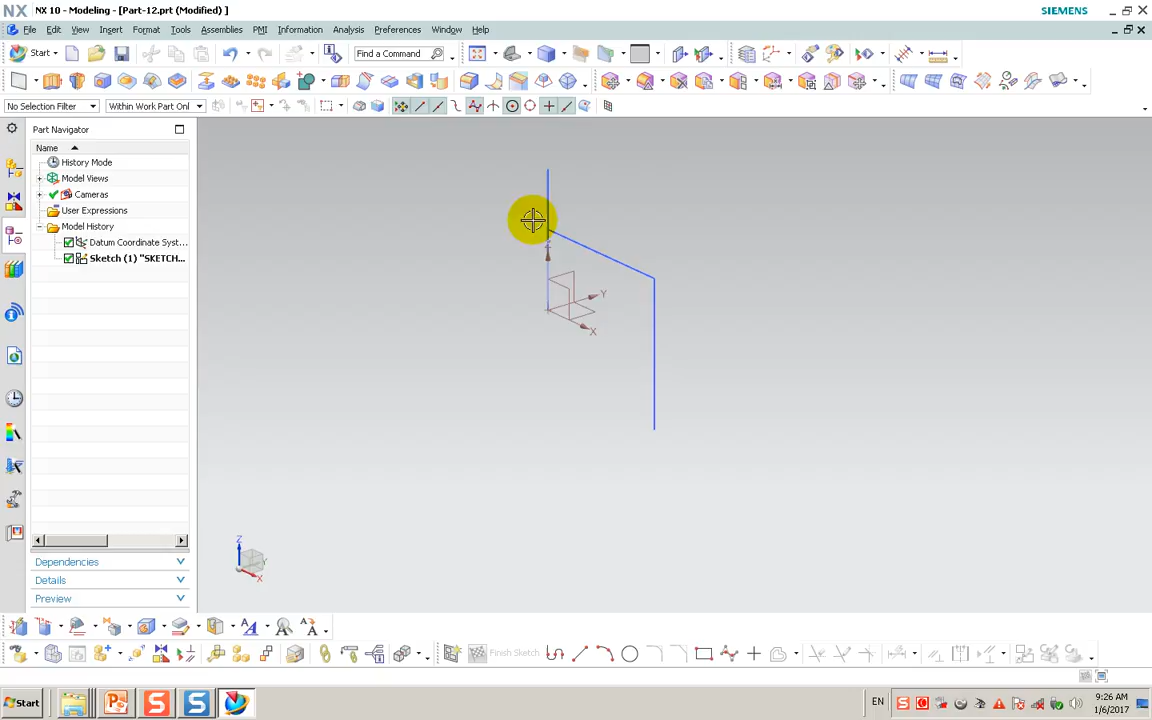 NX NX 10 - Modeling - [Part-12.prt (Modified) ] SIEMENS
File Edit View Insert Format Tools Assemblies PMI Information Analysis Preferences Window Help
Start Undo Find a Command
No Selection Filter Within Work Part Onl
Part Navigator
Name
History Mode
Model Views
Cameras
User Expressions
Model History
Datum Coordinate Syst...
Sketch (1) "SKETCH...
Z
Y
X
Z
Y
X
Dependencies
Details
Preview
Finish Sketch
Start EN 9:26 AM
1/6/2017